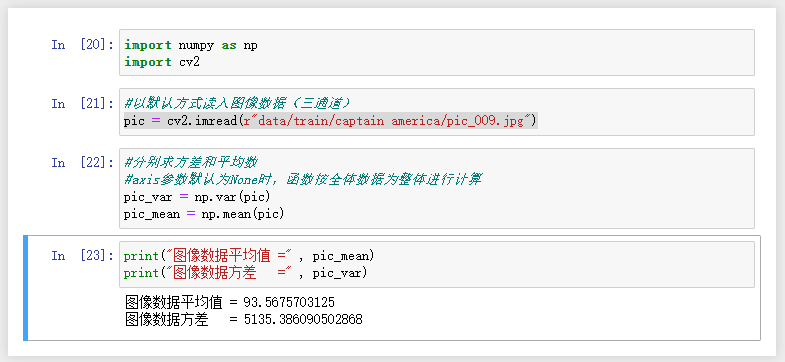 In [20]: import numpy as np
import cv2
In [21]: #以默认方式读入图像数据（三通道）
pic = cv2.imread(r"data/train/captain america/pic_009.jpg")
In [22]: #分别求方差和平均数
#axis参数默认为None时，函数按全体数据为整体进行计算
pic_var = np.var(pic)
pic_mean = np.mean(pic)
In [23]: print("图像数据平均值 =" , pic_mean)
print("图像数据方差   =" , pic_var)
图像数据平均值 = 93.5675703125
图像数据方差   = 5135.386090502868